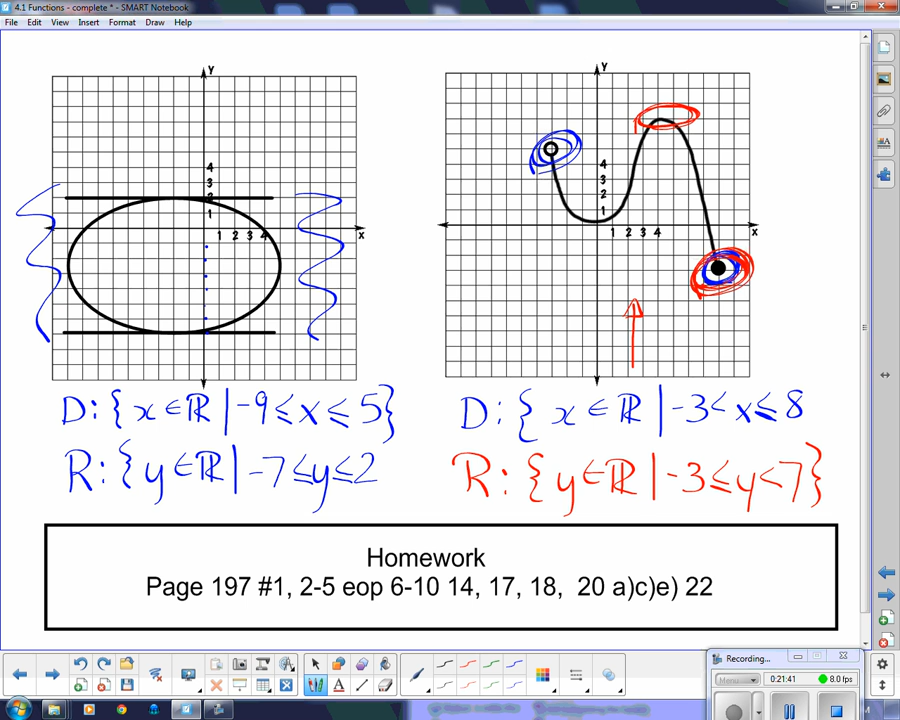 4.1 Functions - complete * - SMART Notebook
File Edit View Insert Format Draw Help
Y
4
3
2
1
1 2 3 4
X
Y
4
3
2
1
1 2 3 4
X
D: { x ∈ ℝ | -9 ≤ x ≤ 5}
R: { y ∈ ℝ | -7 ≤ y ≤ 2
D: { x ∈ ℝ | -3 < x ≤ 8
R: { y ∈ ℝ | -3 ≤ y < 7}
Homework
Page 197 #1, 2-5 eop 6-10 14, 17, 18, 20 a)c)e) 22
Recording...
Menu
0:21:41
8.0 fps